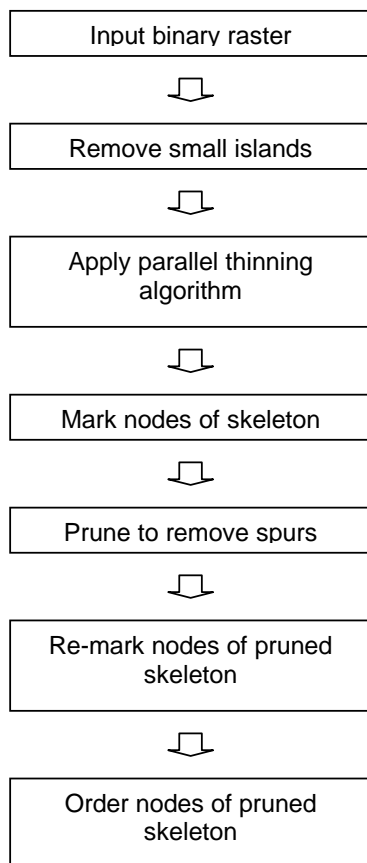 Input binary raster
Remove small islands
Apply parallel thinning
algorithm
Mark nodes of skeleton
Prune to remove spurs
Re-mark nodes of pruned
skeleton
Order nodes of pruned
skeleton